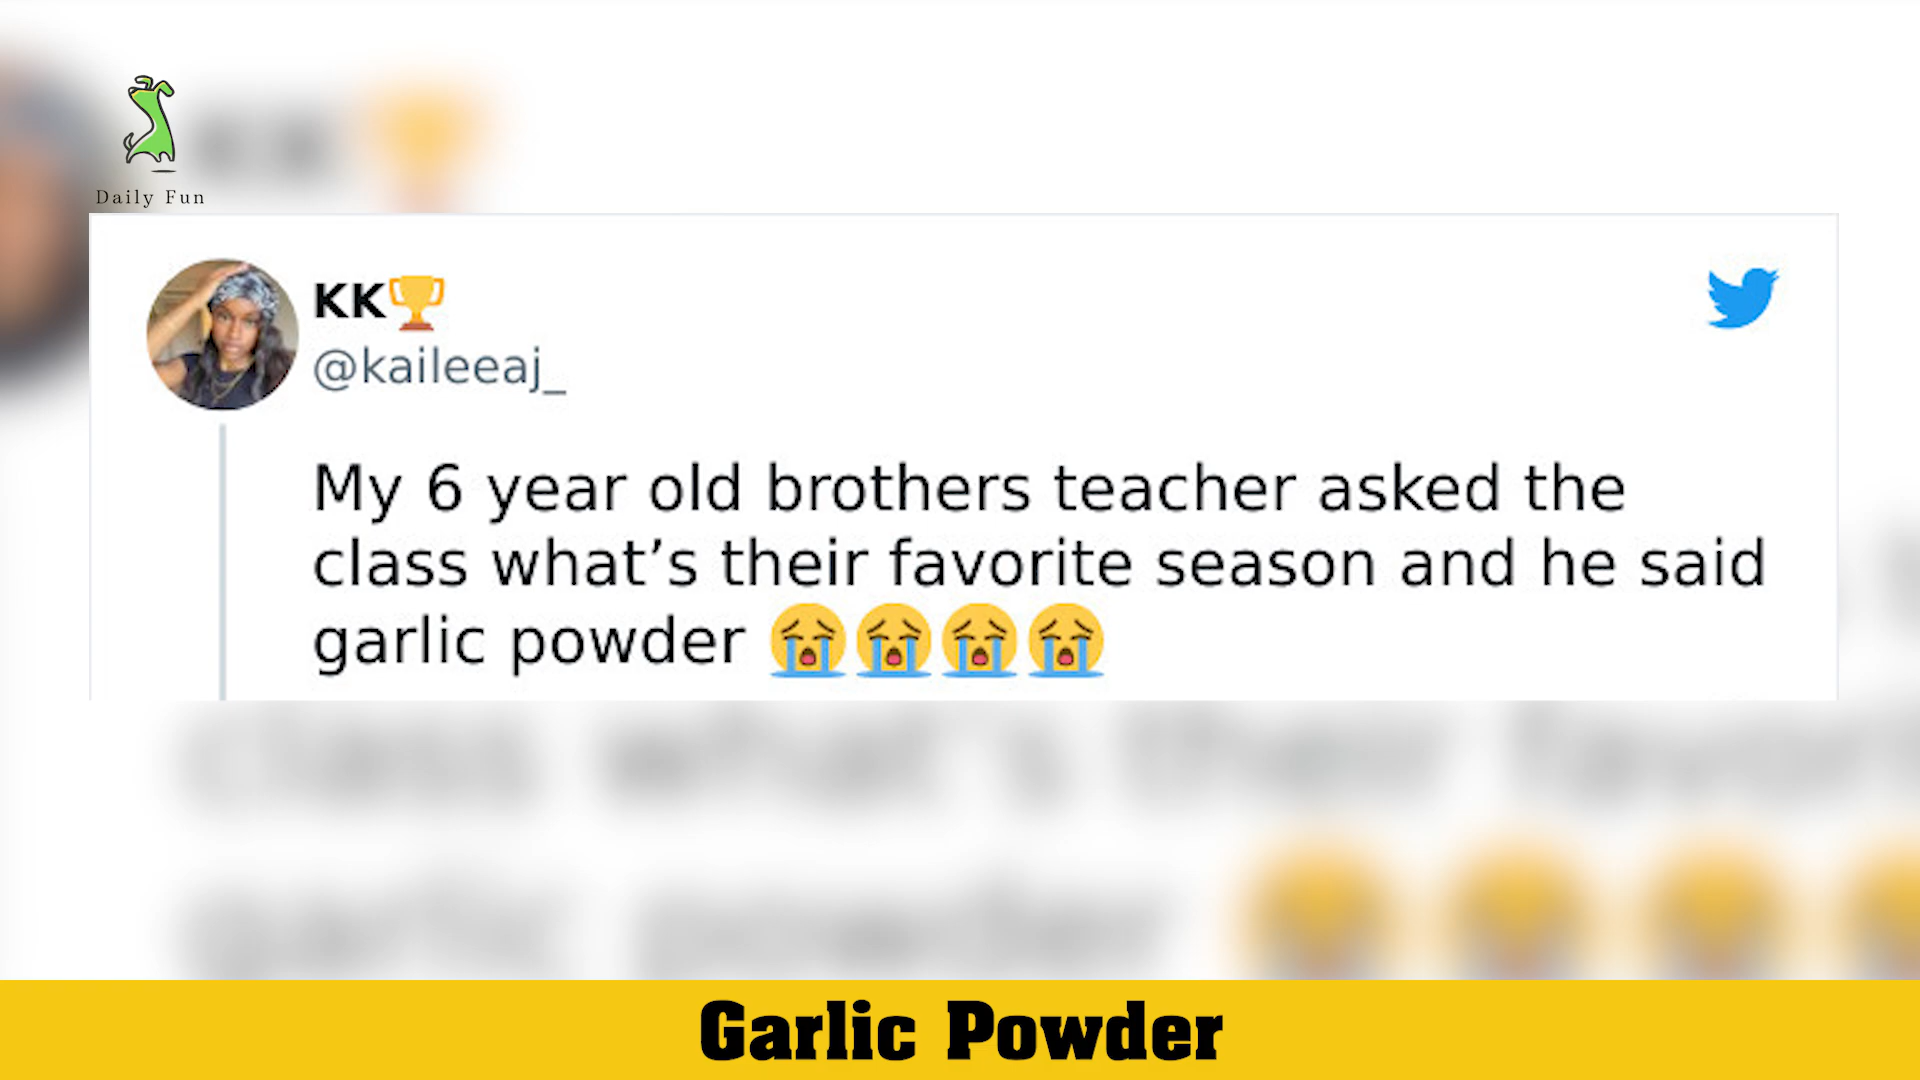 Daily Fun
KK🏆
@kaileeaj_
My 6 year old brothers teacher asked the
class what’s their favorite season and he said
garlic powder 😭😭😭😭
Garlic Powder